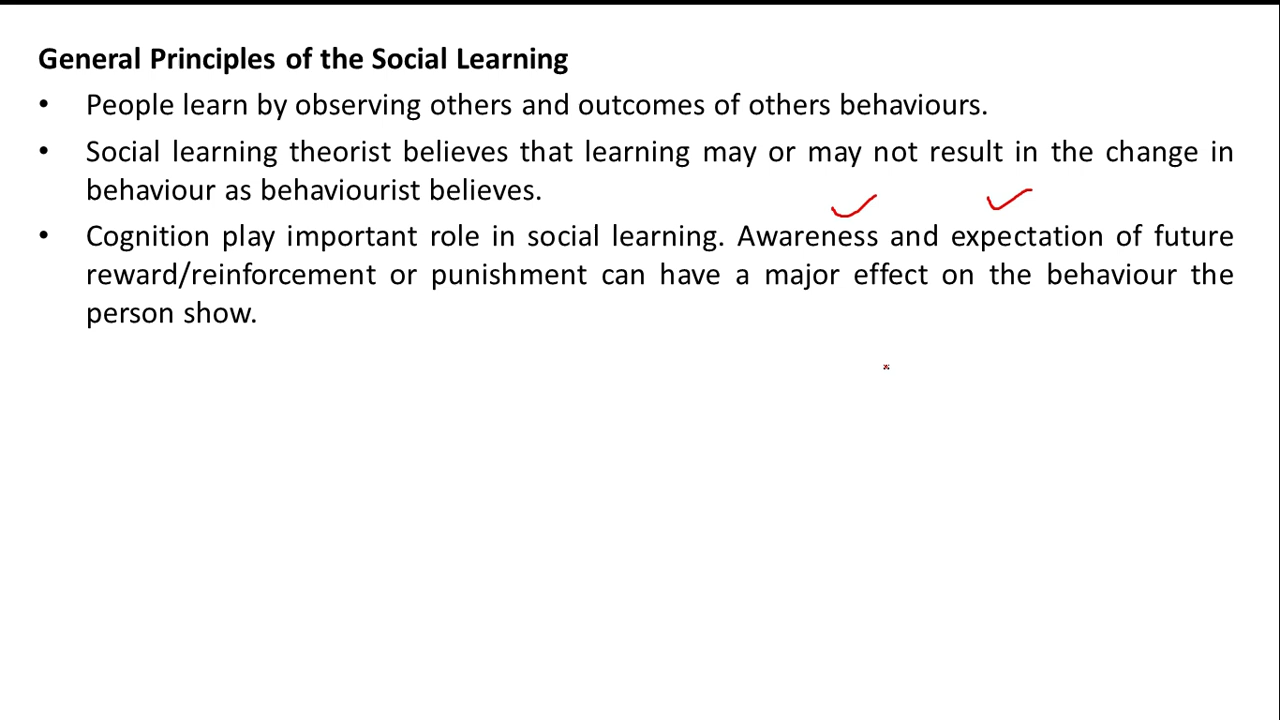 General Principles of the Social Learning
• People learn by observing others and outcomes of others behaviours.
• Social learning theorist believes that learning may or may not result in the change in
behaviour as behaviourist believes.
• Cognition play important role in social learning. Awareness and expectation of future
reward/reinforcement or punishment can have a major effect on the behaviour the
person show.